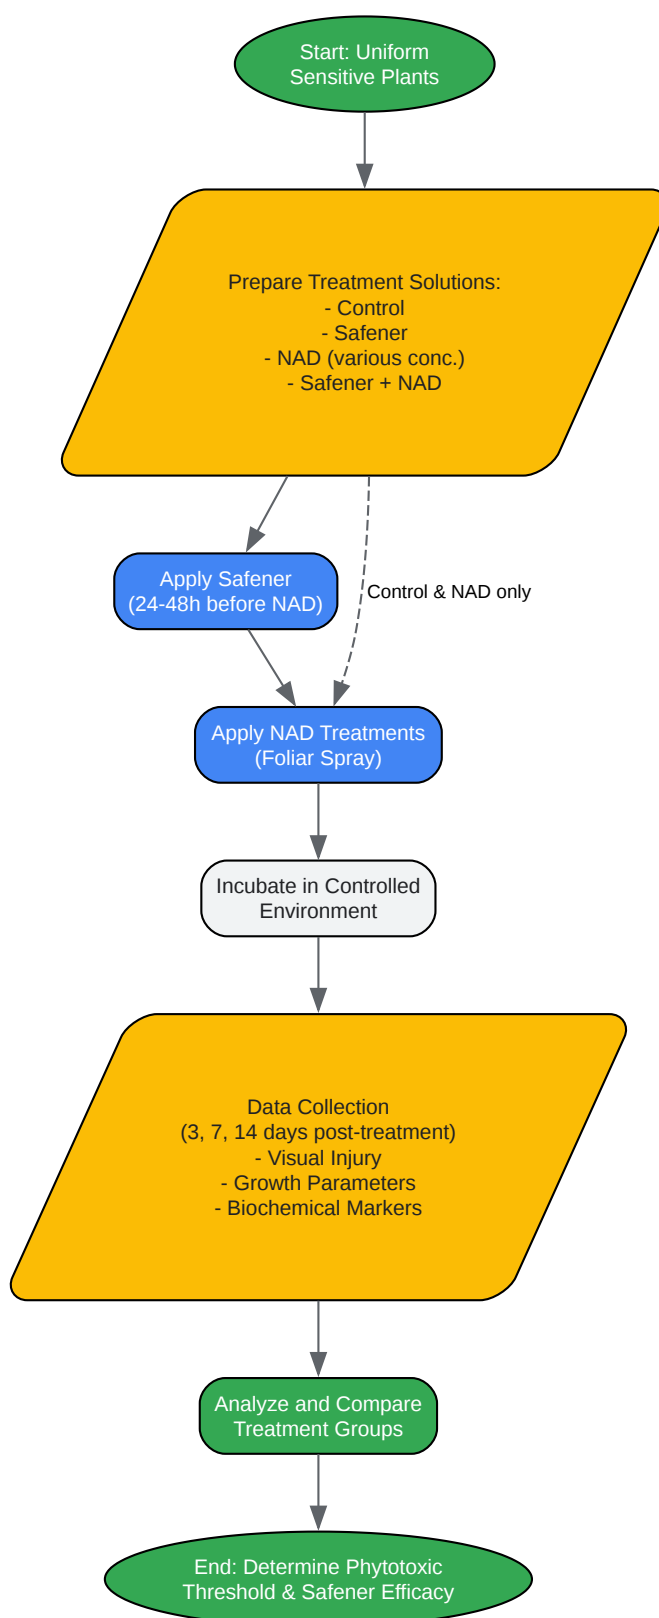 Start: Uniform
Sensitive Plants
Prepare Treatment Solutions:
- Control
- Safener
- NAD (various conc.)
- Safener + NAD
Apply Safener
(24-48h before NAD)
Control & NAD only
Apply NAD Treatments
(Foliar Spray)
Incubate in Controlled
Environment
Data Collection
(3, 7, 14 days post-treatment)
- Visual Injury
- Growth Parameters
- Biochemical Markers
Analyze and Compare
Treatment Groups
End: Determine Phytotoxic
Threshold & Safener Efficacy